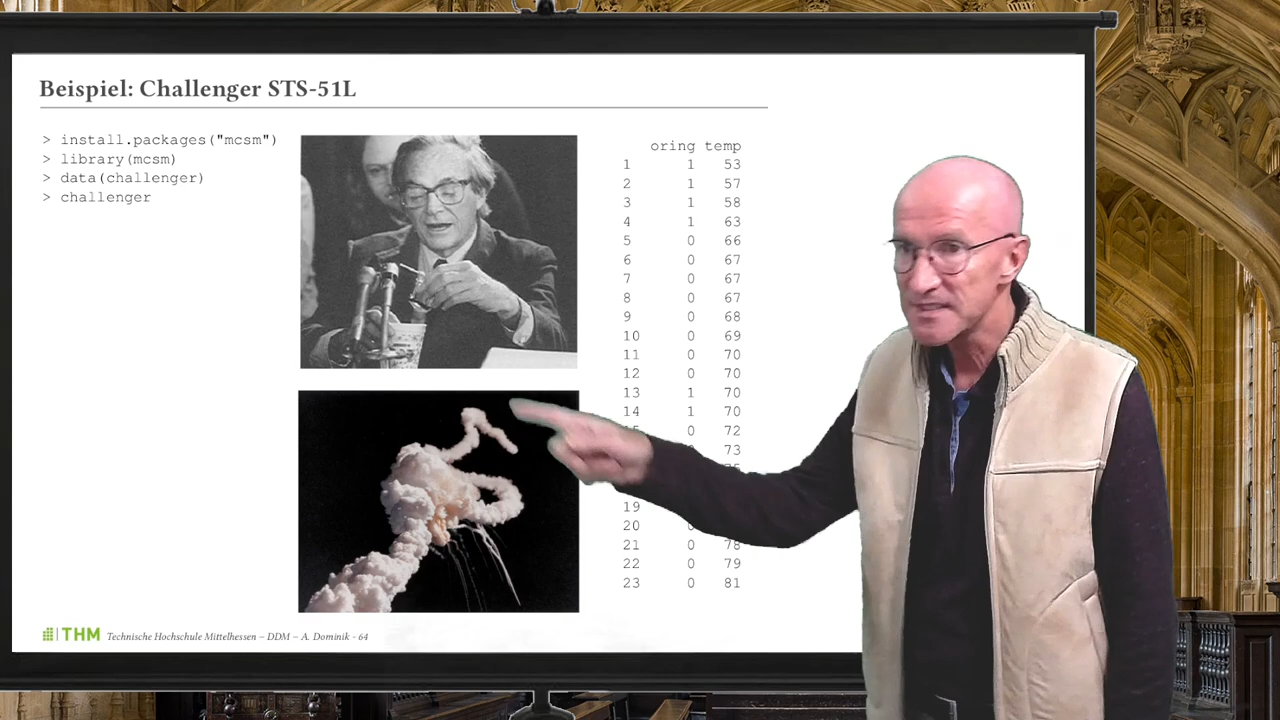 Beispiel: Challenger STS-51L
> install.packages("mcsm")
> library(mcsm)
> data(challenger)
> challenger
oring temp
1 1 53
2 1 57
3 1 58
4 1 63
5 0 66
6 0 67
7 0 67
8 0 67
9 0 68
10 0 69
11 0 70
12 0 70
13 1 70
14 1 70
0 72
73
19
20
21 0 78
22 0 79
23 0 81
THM Technische Hochschule Mittelhessen – DDM – A. Dominik - 64